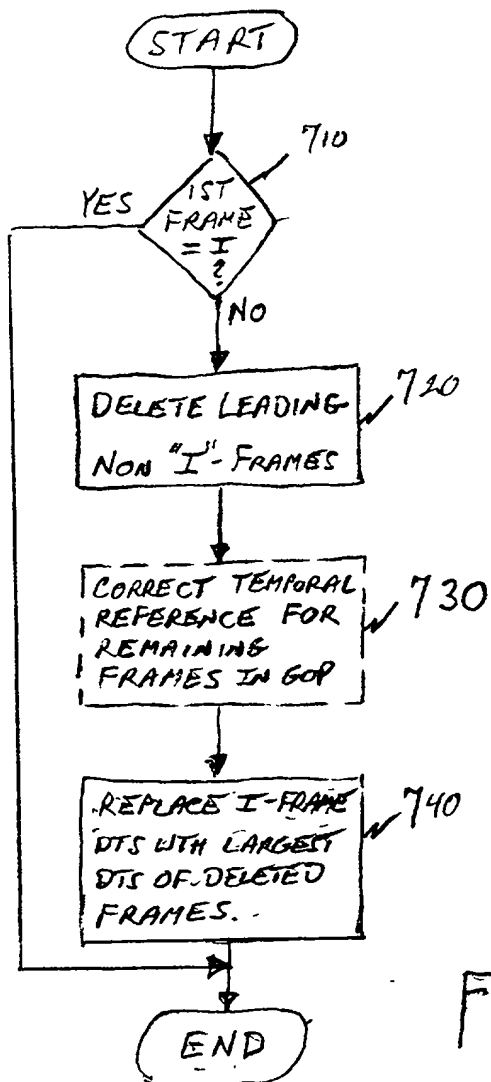 START
710
YES
1ST
FRAME
= I
?
NO
720
DELETE LEADING
NON "I"-FRAMES
730
CORRECT TEMPORAL
REFERENCE FOR
REMAINING
FRAMES IN GOP
740
REPLACE I-FRAME
DTS WITH LARGEST
DTS OF DELETED
FRAMES.
END
F